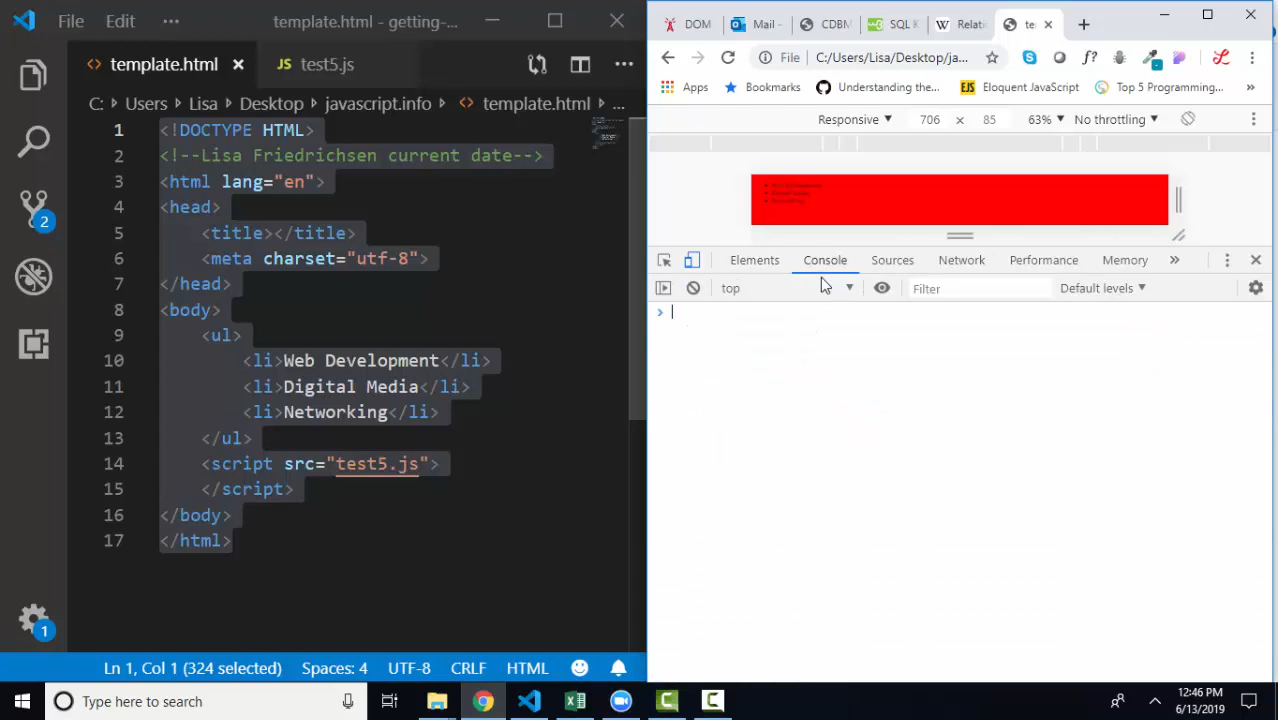 File Edit ··· template.html - getting-...
template.html test5.js
C: Users Lisa Desktop javascript.info template.html ...
1 <!DOCTYPE HTML>
2 <!--Lisa Friedrichsen current date-->
3 <html lang="en">
4 <head>
5 <title></title>
6 <meta charset="utf-8">
7 </head>
8 <body>
9 <ul>
10 <li>Web Development</li>
11 <li>Digital Media</li>
12 <li>Networking</li>
13 </ul>
14 <script src="test5.js">
15 </script>
16 </body>
17 </html>
2
1
Ln 1, Col 1 (324 selected) Spaces: 4 UTF-8 CRLF HTML
DOM Mail - CDBM SQL K Relati te
File C:/Users/Lisa/Desktop/ja...
Apps Bookmarks Understanding the... EJS Eloquent JavaScript Top 5 Programming... »
Responsive 706 × 85 63% No throttling
Elements Console Sources Network Performance Memory »
top Filter Default levels
>
Type here to search
12:46 PM
6/13/2019